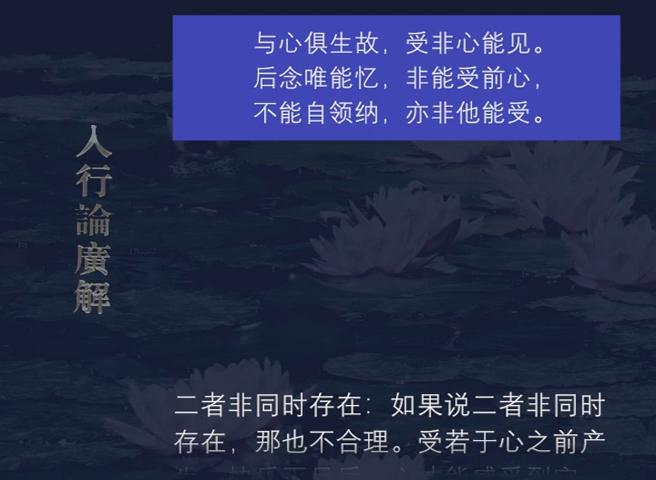 与心俱生故，受非心能见。
后念唯能忆，非能受前心，
不能自领纳，亦非他能受。
入行論廣解
二者非同时存在：如果说二者非同时
存在，那也不合理。受若于心之前产